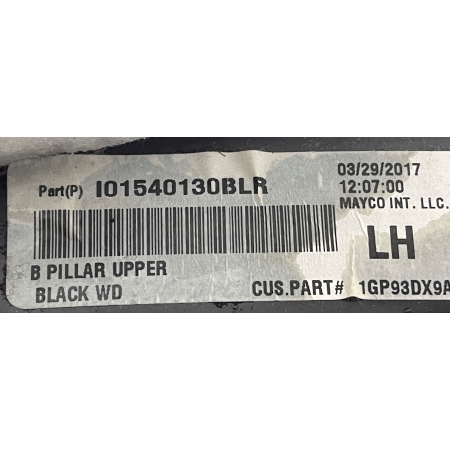 Part(P) I01540130BLR
03/29/2017
12:07:00
MAYCO INT. LLC.
LH
B PILLAR UPPER
BLACK WD
CUS.PART# 1GP93DX9A